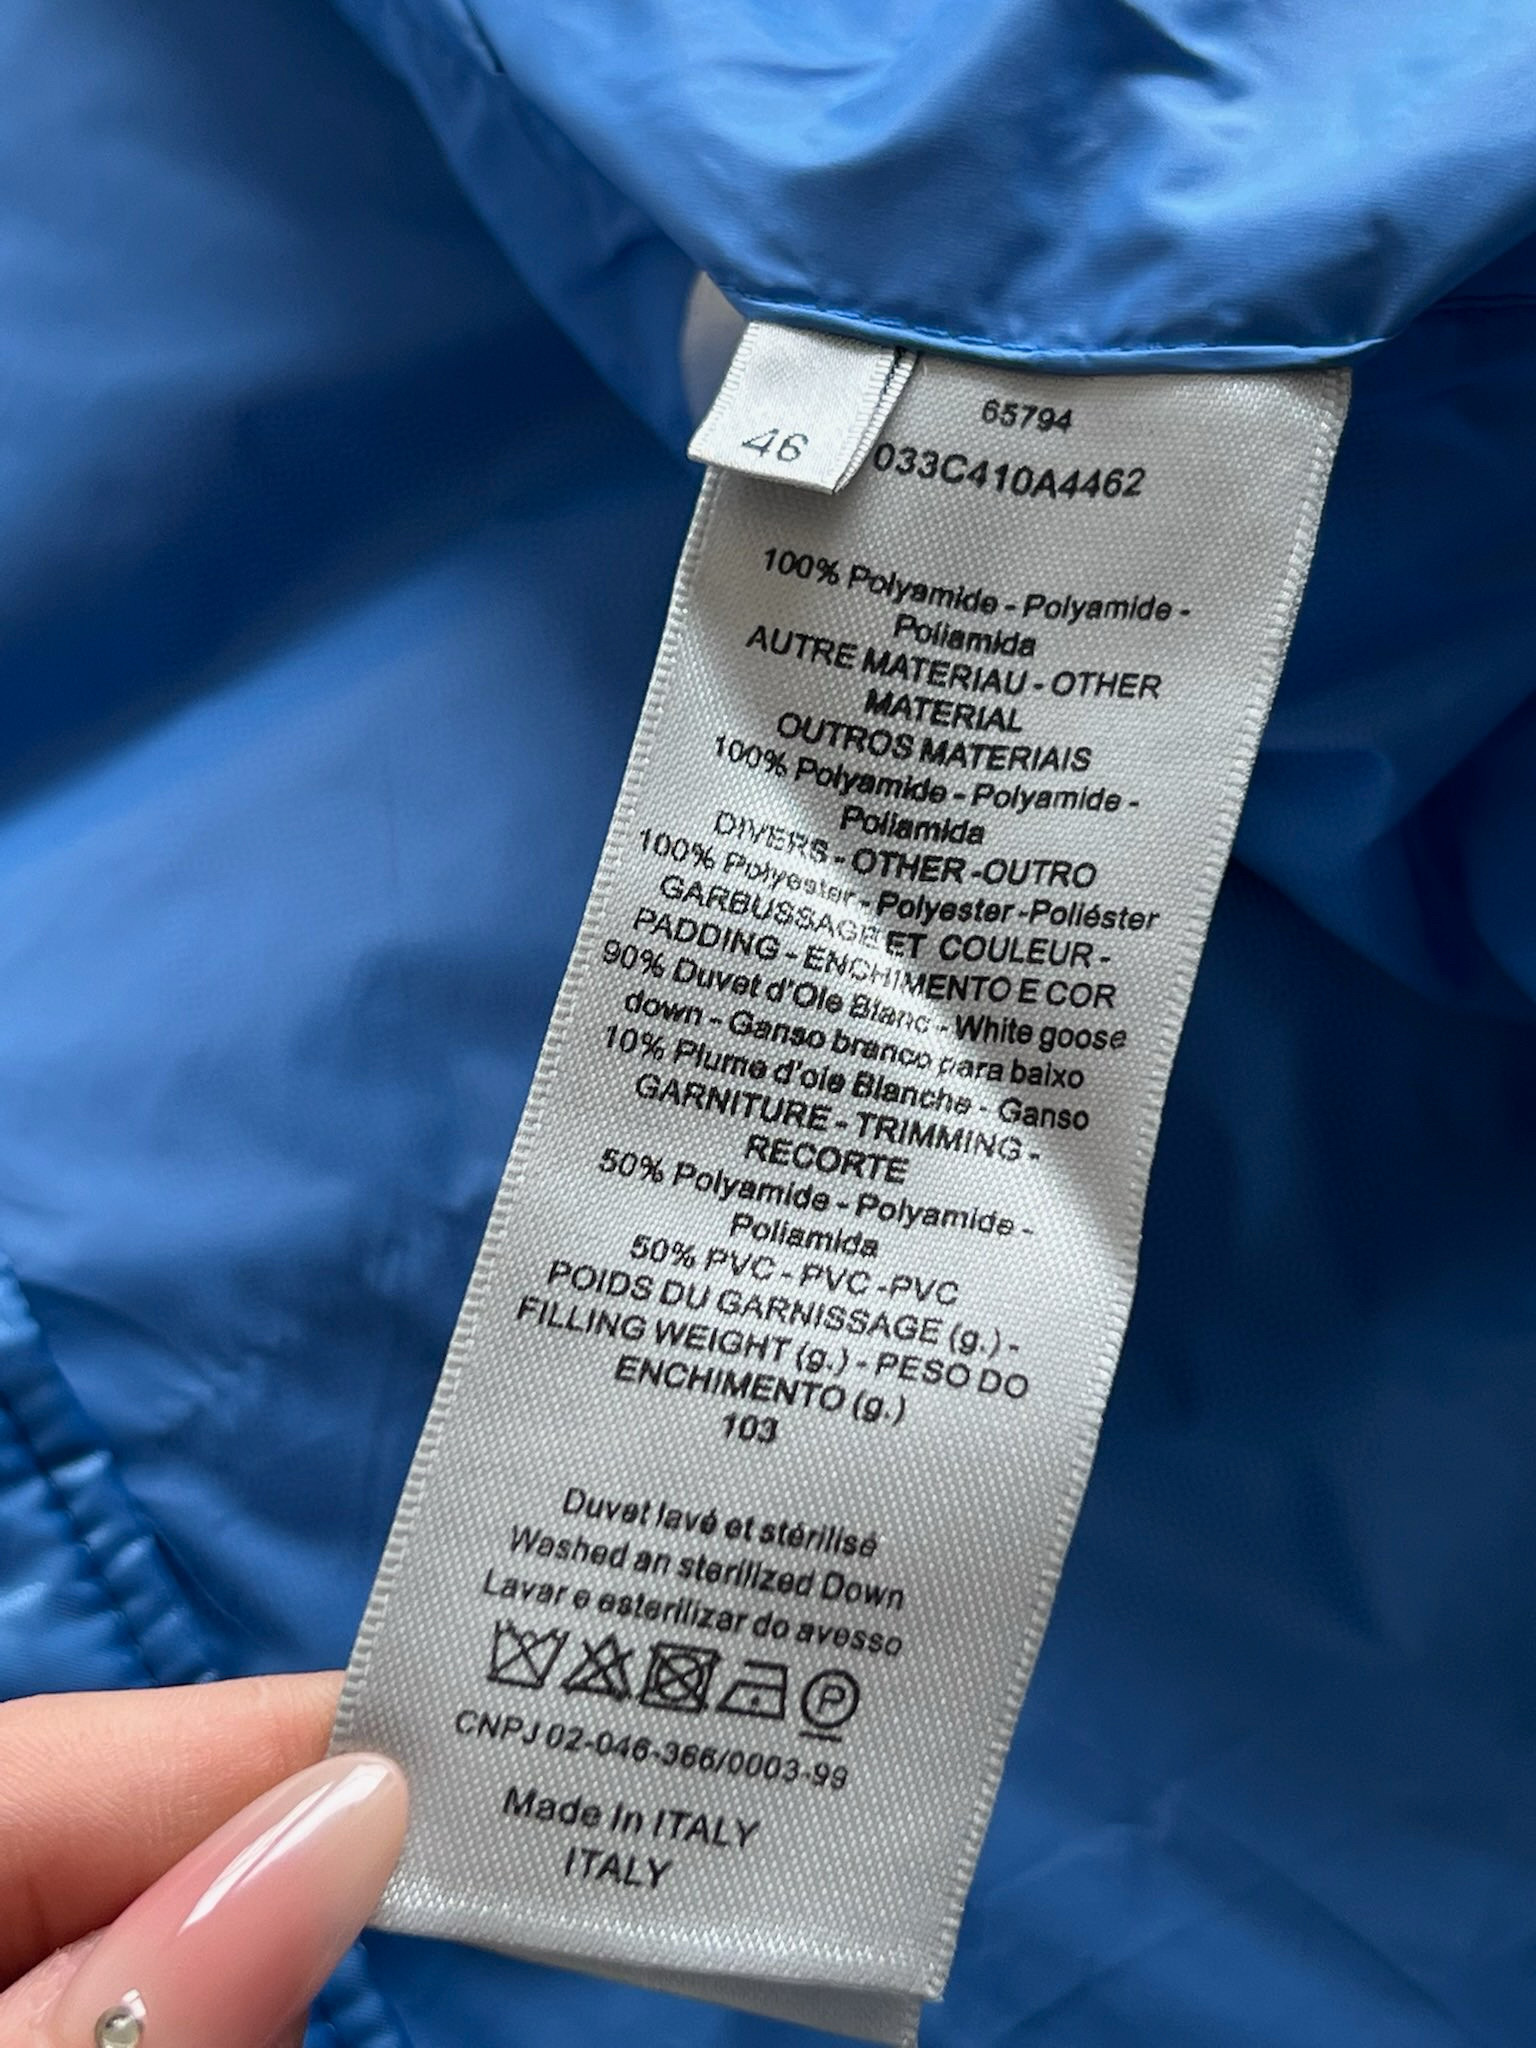 46
65794
033C410A4462
100% Polyamide - Polyamide -
Poliamida
AUTRE MATERIAU - OTHER
MATERIAL
OUTROS MATERIAIS
100% Polyamide - Polyamide -
Poliamida
DIVERS - OTHER -OUTRO
100% Polyester - Polyester -Poliéster
GARBUSSAGE ET COULEUR -
PADDING - ENCHIMENTO E COR
90% Duvet d'Oie Blanc - White goose
down - Ganso branco para baixo
10% Plume d'oie Blanche - Ganso
GARNITURE - TRIMMING -
RECORTE
50% Polyamide - Polyamide -
Poliamida
50% PVC - PVC -PVC
POIDS DU GARNISSAGE (g.) -
FILLING WEIGHT (g.) - PESO DO
ENCHIMENTO (g.)
103
Duvet lavé et stérilisé
Washed an sterilized Down
Lavar e esterilizar do avesso
P
CNPJ 02-046-366/0003-99
Made in ITALY
ITALY